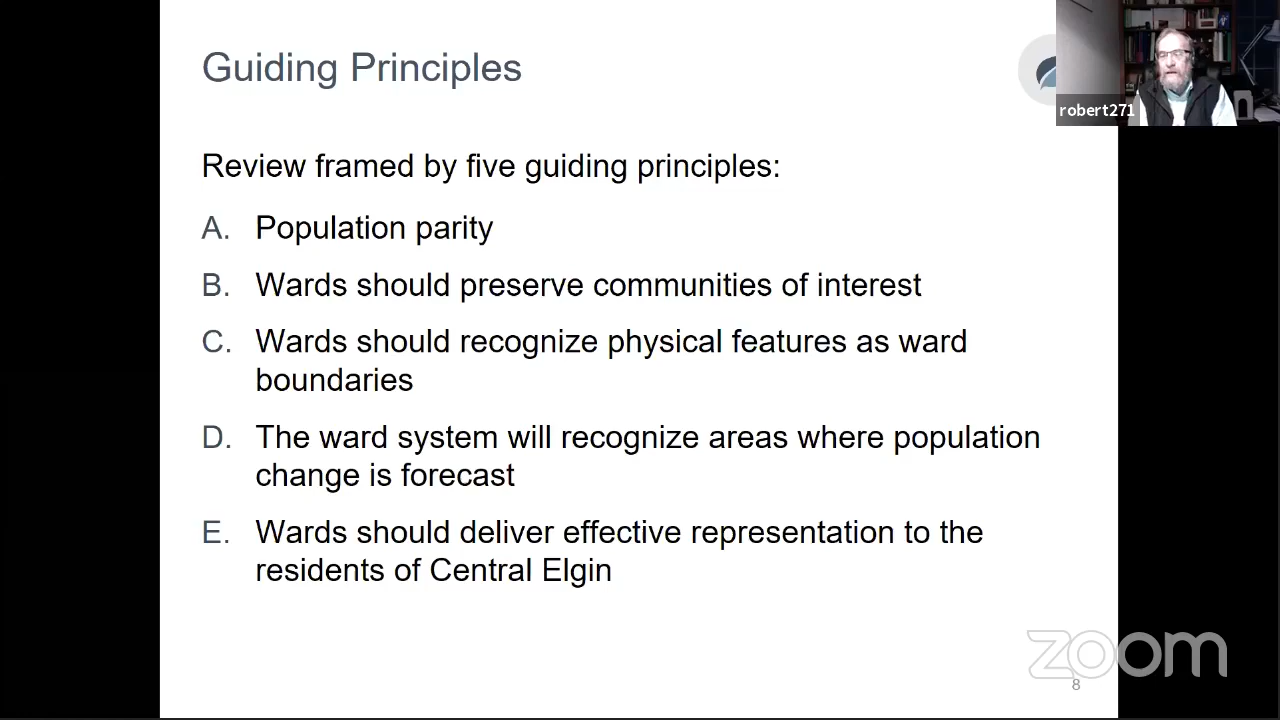 Guiding Principles
robert271
Review framed by five guiding principles:
A. Population parity
B. Wards should preserve communities of interest
C. Wards should recognize physical features as ward
boundaries
D. The ward system will recognize areas where population
change is forecast
E. Wards should deliver effective representation to the
residents of Central Elgin
zoom
8